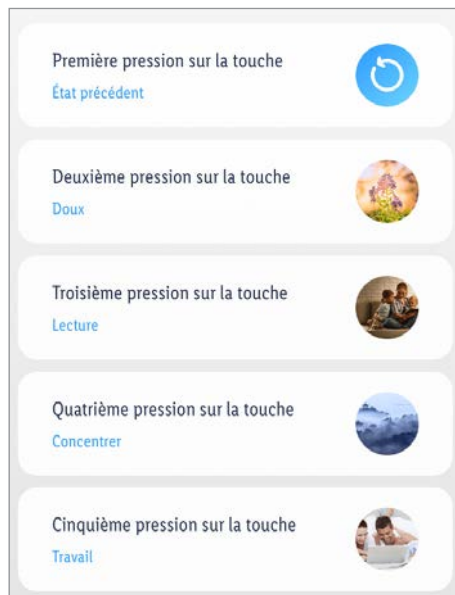 Première pression sur la touche
État précédent
Deuxième pression sur la touche
Doux
Troisième pression sur la touche
Lecture
Quatrième pression sur la touche
Concentrer
Cinquième pression sur la touche
Travail